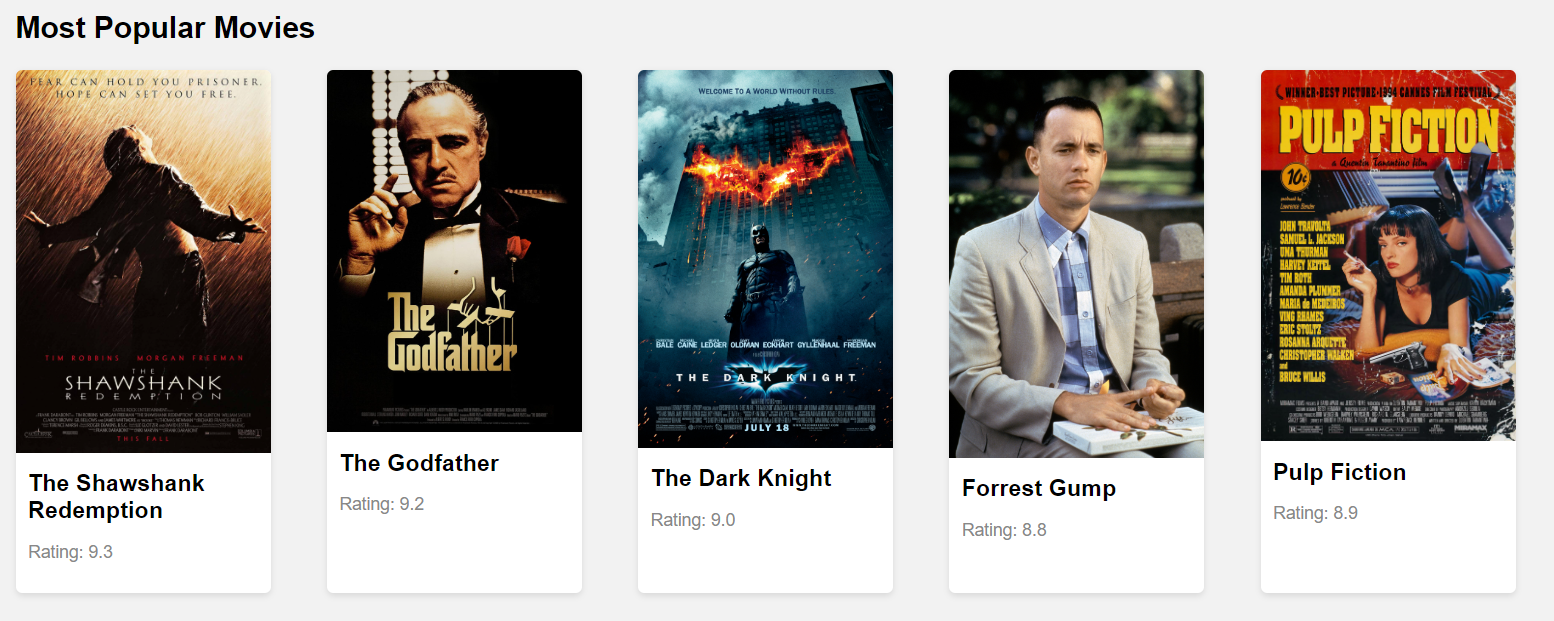 Most Popular Movies
FEAR CAN HOLD YOU PRISONER.
HOPE CAN SET YOU FREE.
TIM ROBBINS MORGAN FREEMAN
THE
SHAWSHANK
REDEMPTION
THIS FALL
The Shawshank
Redemption
Rating: 9.3
The
Godfather
The Godfather
Rating: 9.2
WELCOME TO A WORLD WITHOUT RULES.
BALE CAINE LEDGER OLDMAN ECKHART GYLLENHAAL FREEMAN
THE DARK KNIGHT
JULY 18
The Dark Knight
Rating: 9.0
Forrest Gump
Rating: 8.8
WINNER-BEST PICTURE-1994 CANNES FILM FESTIVAL
PULP FICTION
a Quentin Tarantino film
10¢
produced by
Lawrence Bender
JOHN TRAVOLTA
SAMUEL L. JACKSON
UMA THURMAN
HARVEY KEITEL
TIM ROTH
AMANDA PLUMMER
MARIA de MEDEIROS
VING RHAMES
ERIC STOLTZ
ROSANNA ARQUETTE
CHRISTOPHER WALKEN
and
BRUCE WILLIS
MIRAMAX
Pulp Fiction
Rating: 8.9